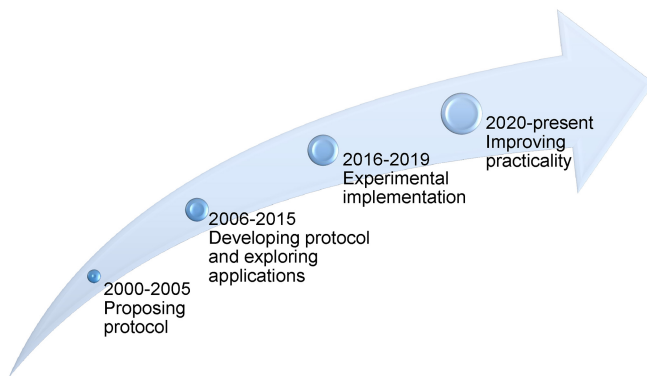 2000-2005
Proposing
protocol
2006-2015
Developing protocol
and exploring
applications
2016-2019
Experimental
implementation
2020-present
Improving
practicality